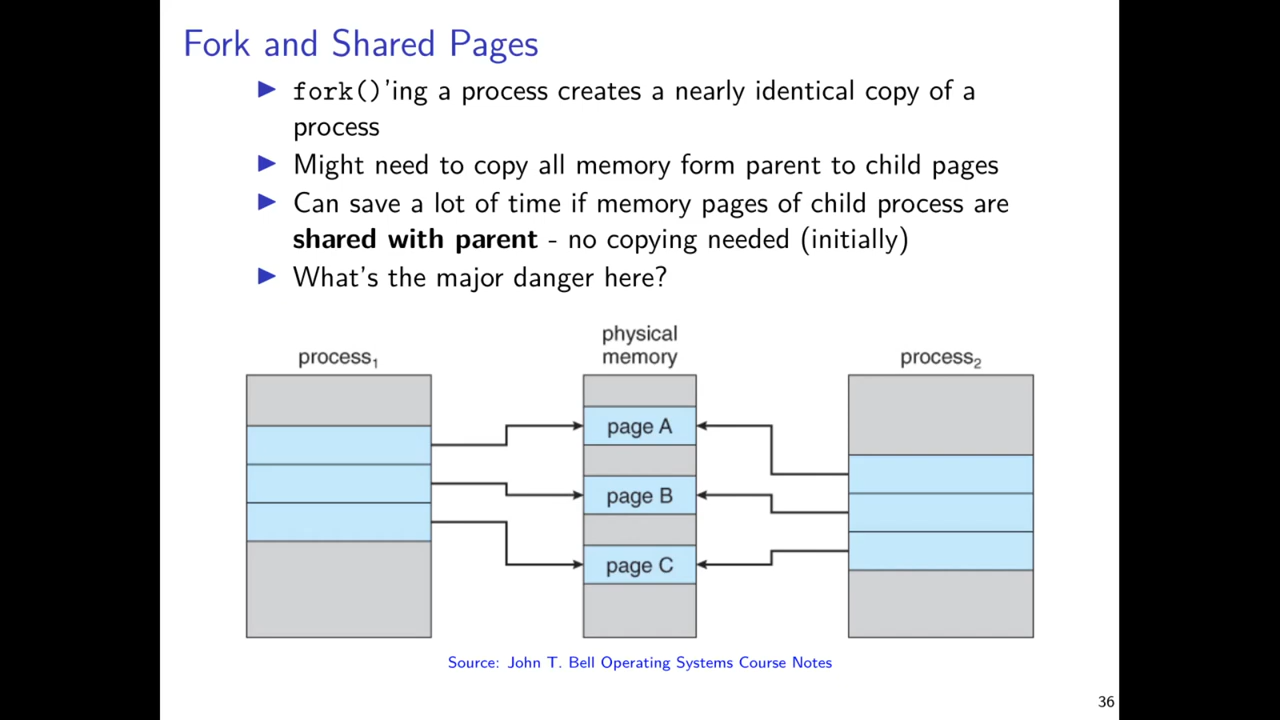 Fork and Shared Pages
▶ fork()'ing a process creates a nearly identical copy of a
process
▶ Might need to copy all memory form parent to child pages
▶ Can save a lot of time if memory pages of child process are
shared with parent - no copying needed (initially)
▶ What's the major danger here?
process₁
physical
memory
process₂
page A
page B
page C
Source: John T. Bell Operating Systems Course Notes
36